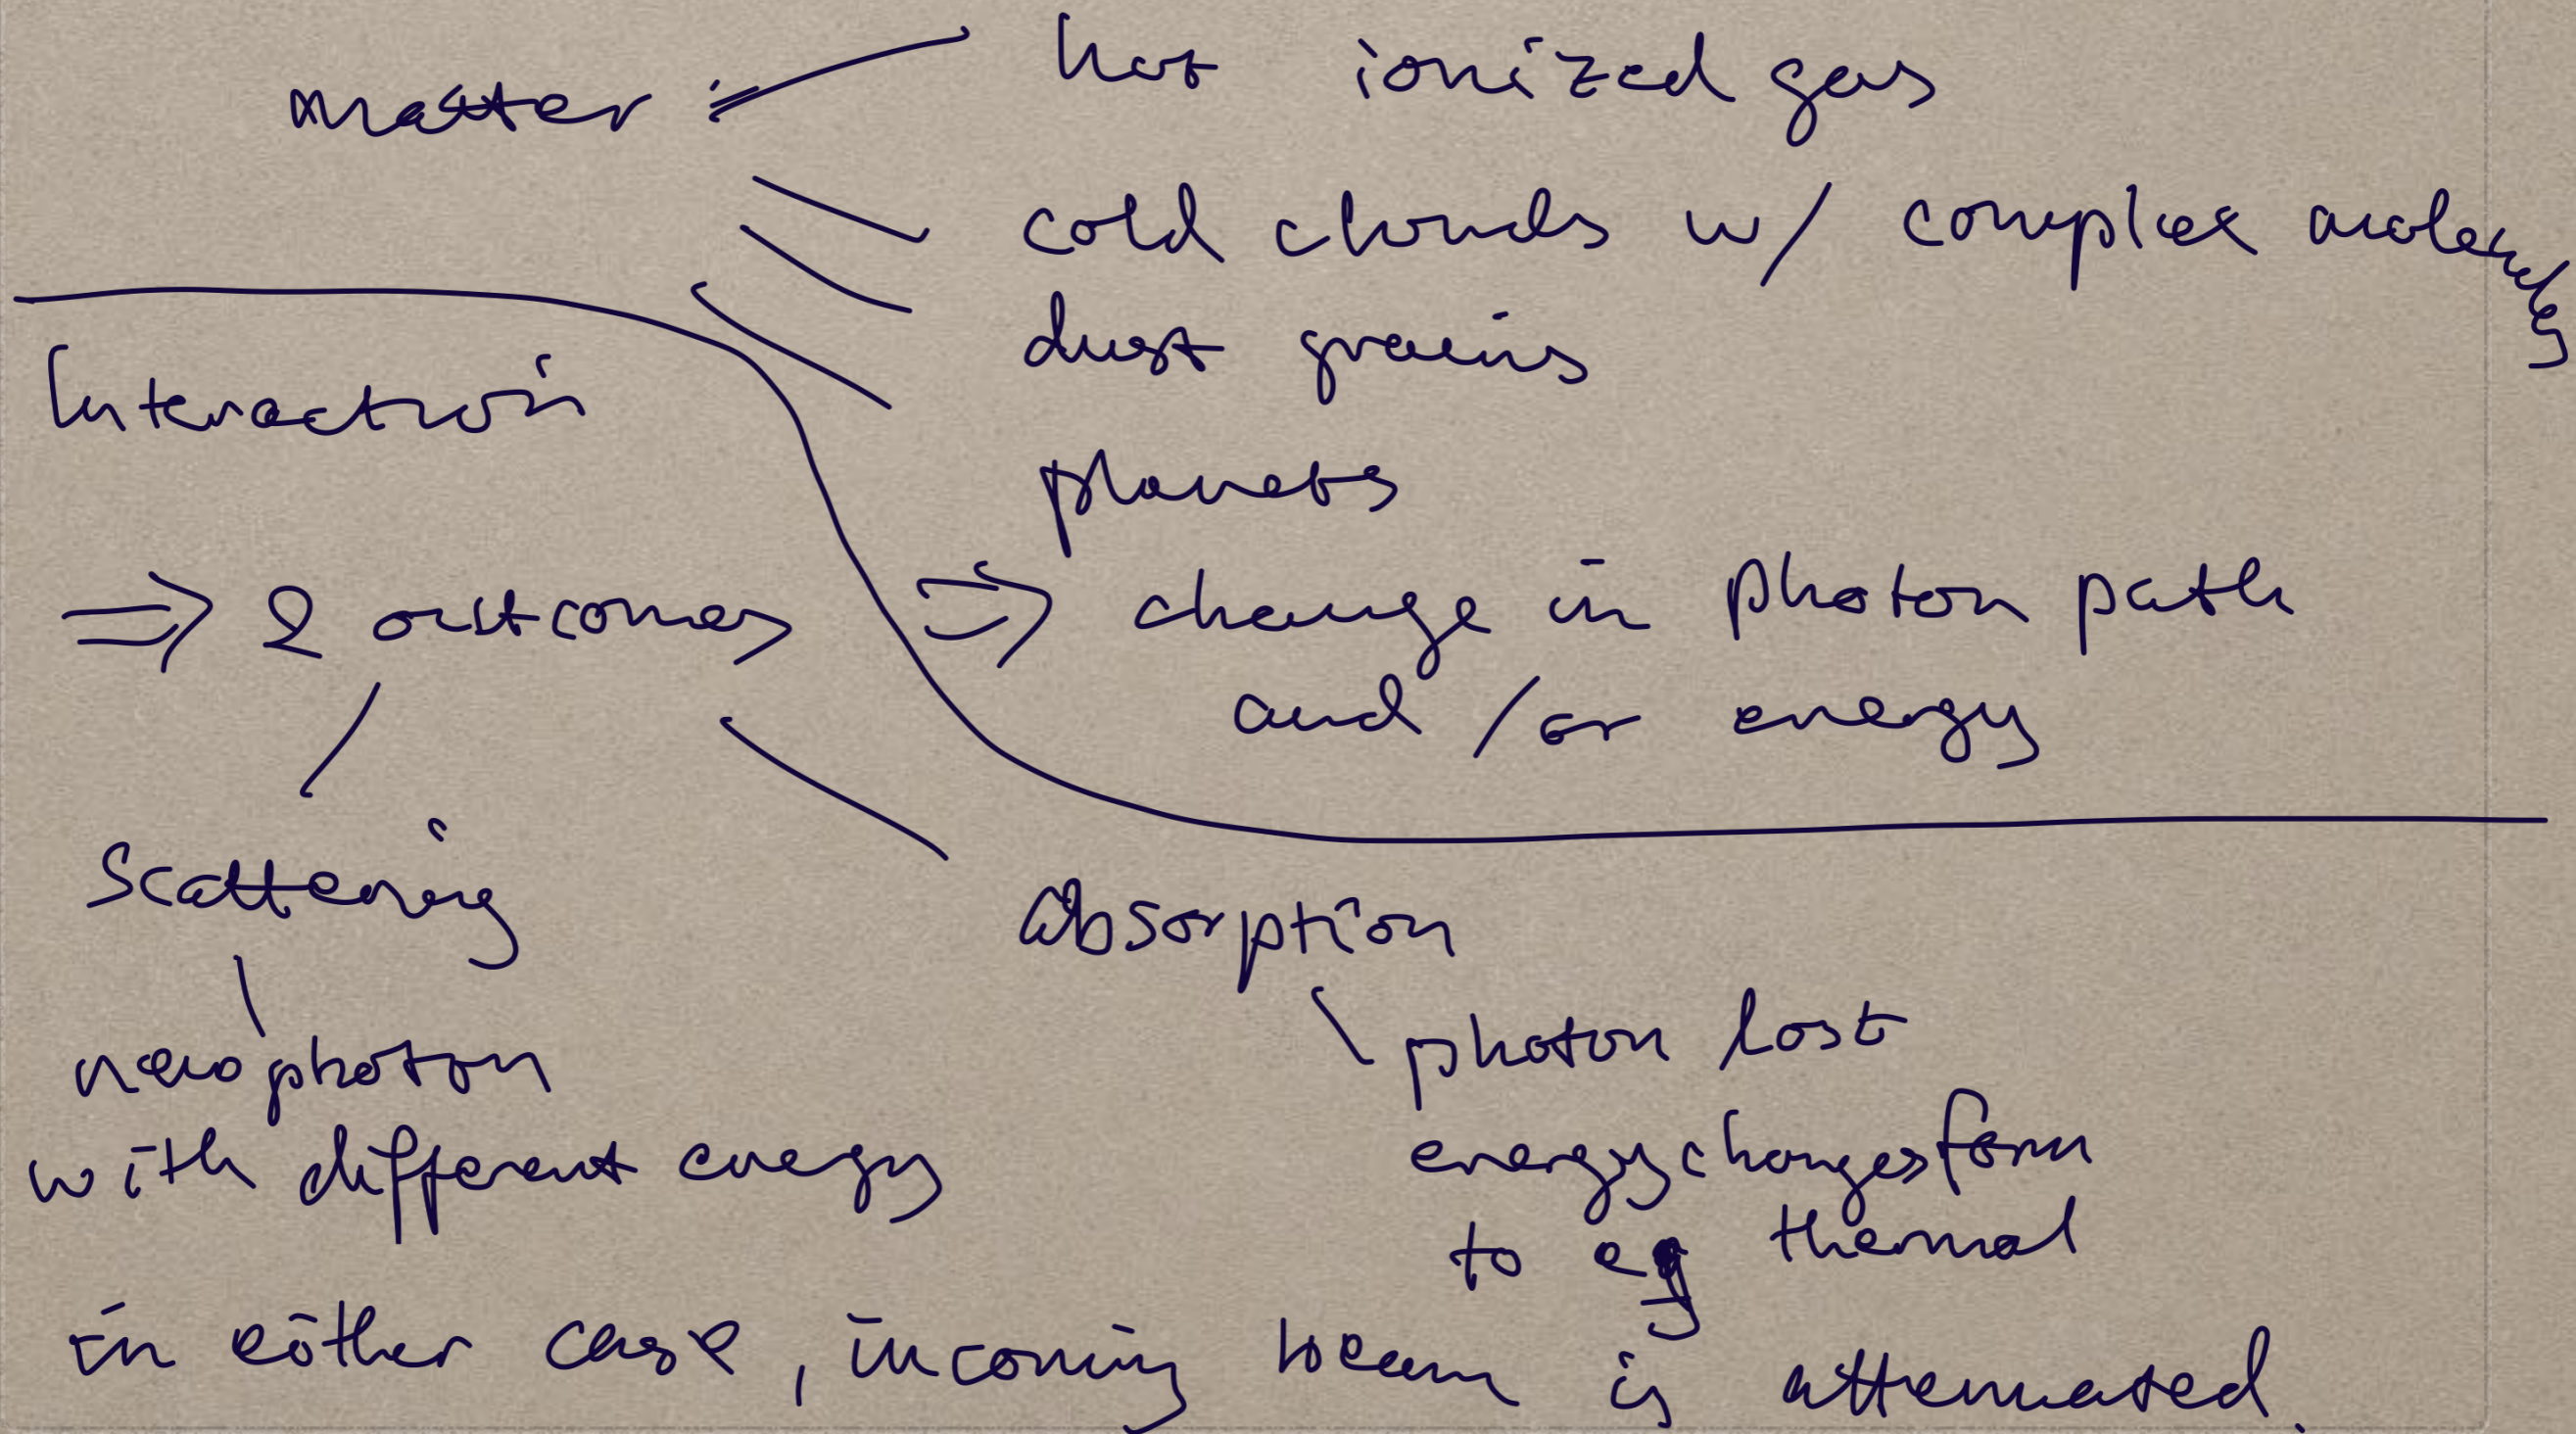 matter :- hot ionized gas
cold clouds w/ complex molecules
dust grains
planets
⇒ change in photon path
and / or energy
Interaction
⇒ 2 outcomes
Scattering
new photon
with different energy
Absorption
photon lost
energy changes form
to eg thermal
in either case, incoming beam is attenuated.